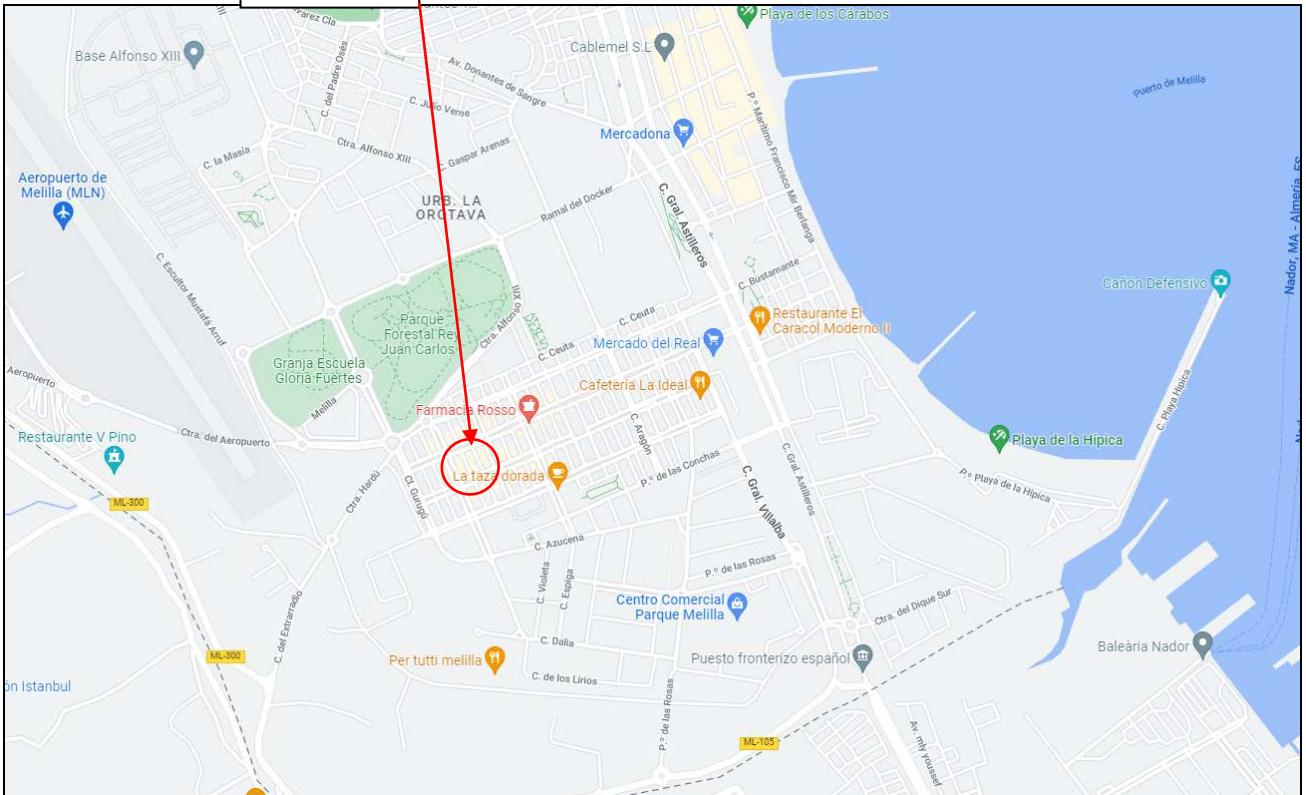 Playa de los Cárabos
Base Alfonso XIII
Cablemel S.L
C. del Padre Osés
Av. Donantes de Sangre
Puerto de Melilla
C. Julio Verne
P.º Marítimo Francisco Mir Berlanga
Mercadona
Ctra. Alfonso XIII
C. Gaspar Arenas
C. la Masía
Aeropuerto de
Melilla (MLN)
URB. LA
OROTAVA
Ramal del Docker
C. Gral. Astilleros
Nador, MA - Almería, ES
C. Escultor Mustafá Arruf
C. Bustamante
Cañón Defensivo
Ctra. Alfonso XIII
Parque
Forestal Rey
Juan Carlos
C. Ceuta
Restaurante El
Caracol Moderno II
Mercado del Real
C. Ceuta
Granja Escuela
Gloria Fuertes
Aeropuerto
Cafetería La Ideal
C. Playa Hípica
Melilla
Farmacia Rosso
C. Aragón
Ctra. del Aeropuerto
Restaurante V Pino
Playa de la Hípica
P.º de las Conchas
La taza dorada
C. Gral. Villalba
C. Gral. Astilleros
P.º Playa de la Hípica
Cl. Gurugú
Ctra. Hardú
ML-300
C. Azucena
P.º de las Rosas
C. Violeta
C. Espiga
Centro Comercial
Parque Melilla
C. del Extrarradio
Ctra. del Dique Sur
C. Dalia
Baleària Nador
ML-300
Per tutti melilla
Puesto fronterizo español
C. de los Lirios
ón Istanbul
P.º de las Rosas
ML-105
Av. mly youssef